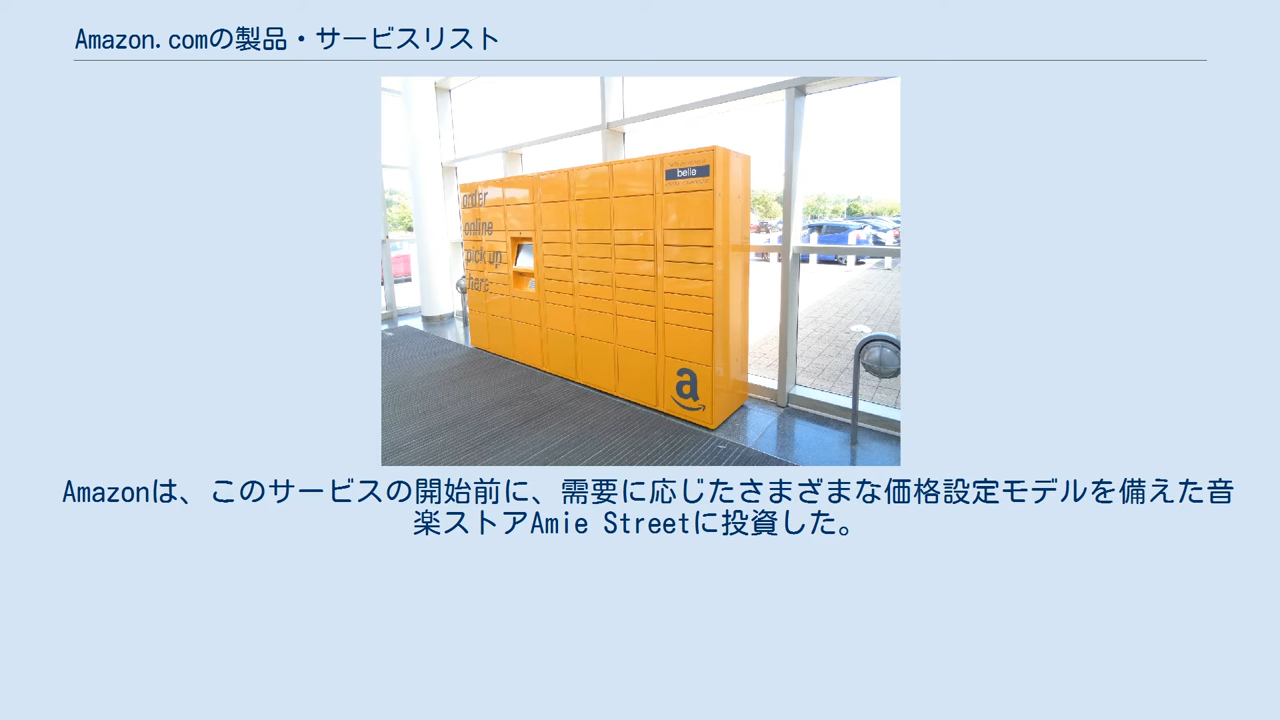 Amazon.comの製品・サービスリスト
order
online
pick up
here
belle
a
Amazonは、このサービスの開始前に、需要に応じたさまざまな価格設定モデルを備えた音
楽ストアAmie Streetに投資した。